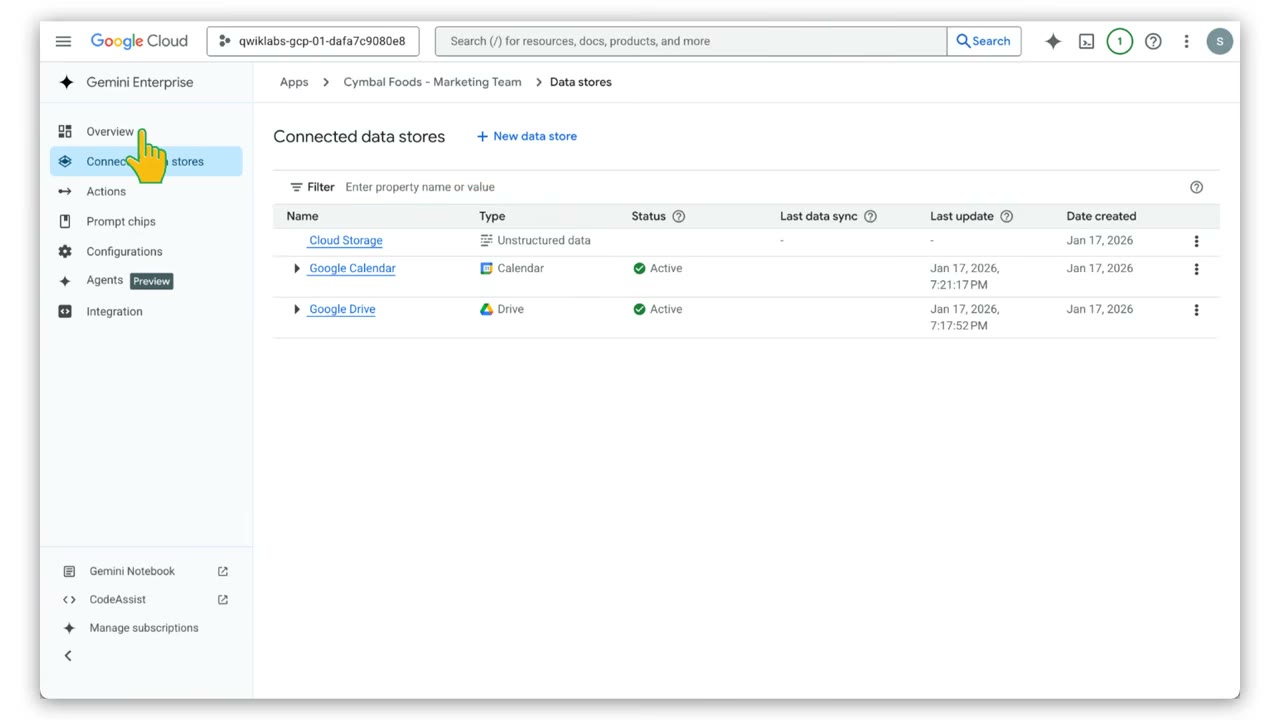 Google Cloud
qwiklabs-gcp-01-dafa7c9080e8
Search (/) for resources, docs, products, and more
Search
1
S
Gemini Enterprise
Apps
Cymbal Foods - Marketing Team
Data stores
Overview
stores
Actions
Prompt chips
Configurations
Agents
Preview
Integration
Gemini Notebook
CodeAssist
Manage subscriptions
Connected data stores
New data store
Filter
Enter property name or value
Name Type Status Last data sync Last update Date created
Cloud Storage Unstructured data - - Jan 17, 2026
Google Calendar Calendar Active Jan 17, 2026, Jan 17, 2026
7:21:17 PM
Google Drive Drive Active Jan 17, 2026, Jan 17, 2026
7:17:52 PM